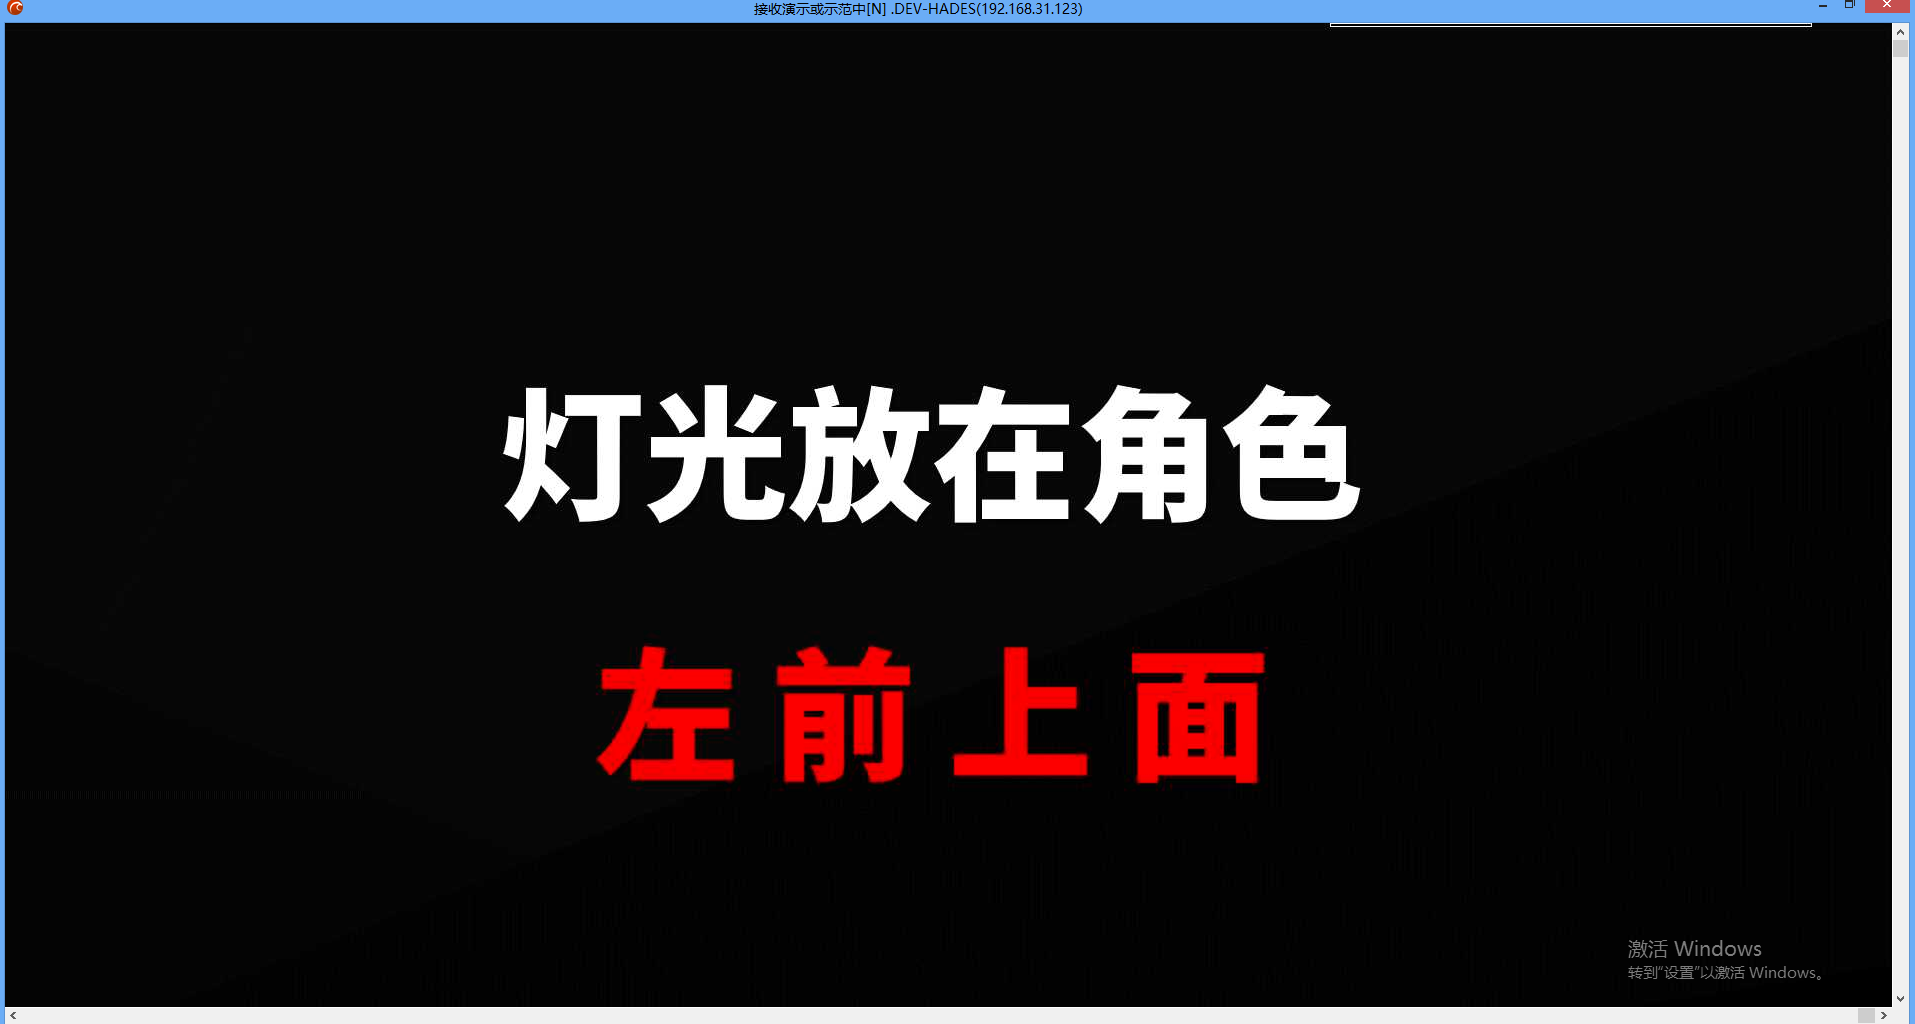 接收演示或示范中[N] .DEV-HADES(192.168.31.123)
灯光放在角色
左前上面
激活 Windows
转到“设置”以激活 Windows。